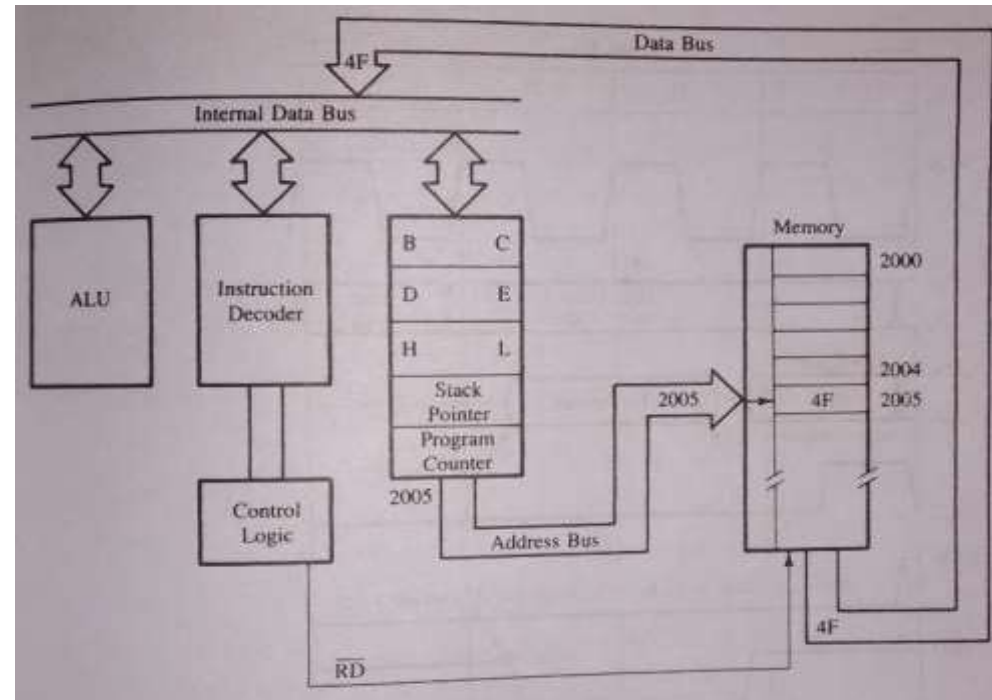 Data Bus
4F
Internal Data Bus
Memory
B C
2000
ALU
Instruction
Decoder
D E
H L
2004
Stack
Pointer
2005
4F
2005
Program
Counter
2005
Control
Logic
Address Bus
4F
RD